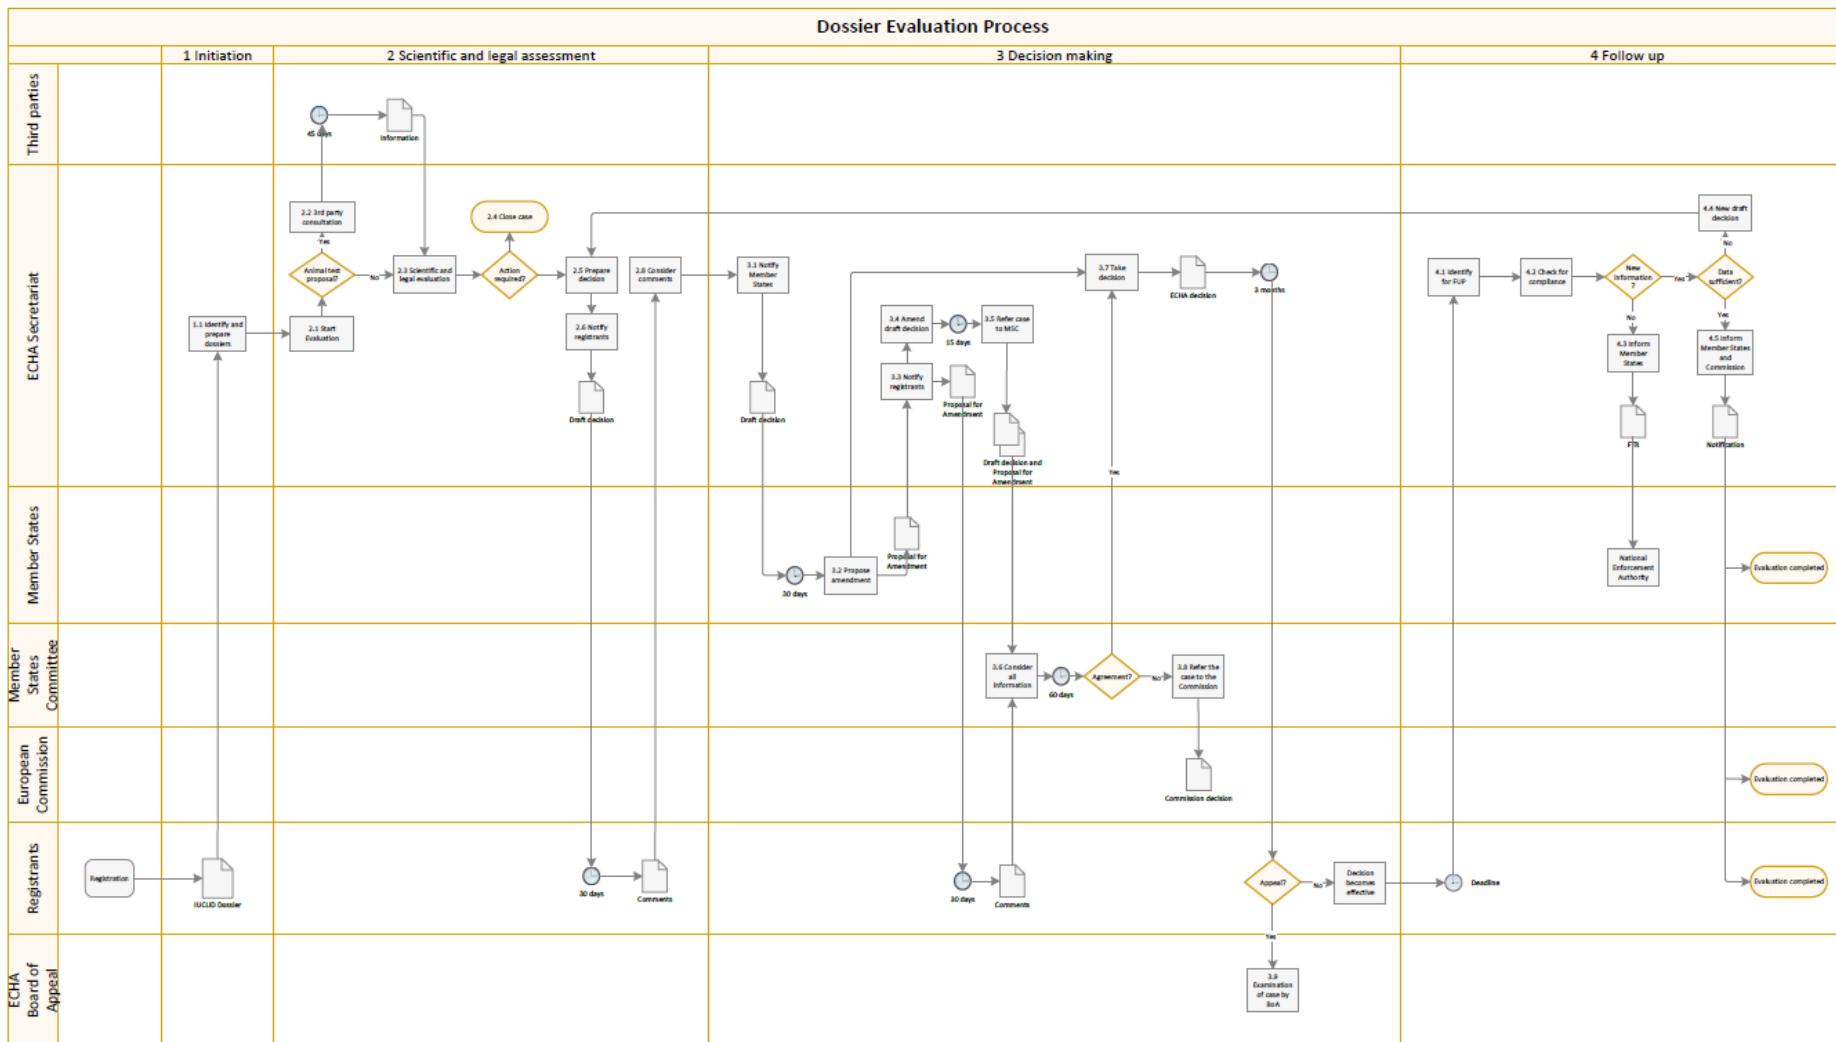 Dossier Evaluation Process
1 Initiation
2 Scientific and legal assessment
3 Decision making
4 Follow up
Third parties
45 days
Information
ECHA Secretariat
2.2 3rd party
consultation
Yes
Animal test
proposal?
No
2.3 Scientific and
legal evaluation
2.4 Close case
Action
required?
1.1 Identify and
prepare
dossiers
2.1 Start
Evaluation
2.5 Prepare
decision
2.6 Notify
registrants
Draft decision
2.8 Consider
comments
3.1 Notify
Member
States
Draft decision
3.4 Amend
draft decision
15 days
3.5 Refer case
to MSC
3.3 Notify
registrants
Proposal for
Amendment
Draft decision and
Proposal for
Amendment
3.7 Take
decision
Yes
ECHA decision
3 months
4.1 Identify
for FUP
4.2 Check for
compliance
New
information
?
Yes
Data
sufficient?
No
4.4 New draft
decision
No
4.3 Inform
Member
States
FTR
Yes
4.5 Inform
Member States
and
Commission
Notification
Member States
30 days
3.2 Propose
amendment
Proposal for
Amendment
National
Enforcement
Authority
Evaluation completed
Member
States
Committee
3.6 Consider
all
information
60 days
Agreement?
No
3.8 Refer the
case to the
Commission
European
Commission
Commission decision
Evaluation completed
Registrants
Registration
IUCLID Dossier
30 days
Comments
30 days
Comments
Appeal?
No
Decision
becomes
effective
Deadline
Evaluation completed
Yes
ECHA
Board of
Appeal
3.9
Examination
of case by
BoA